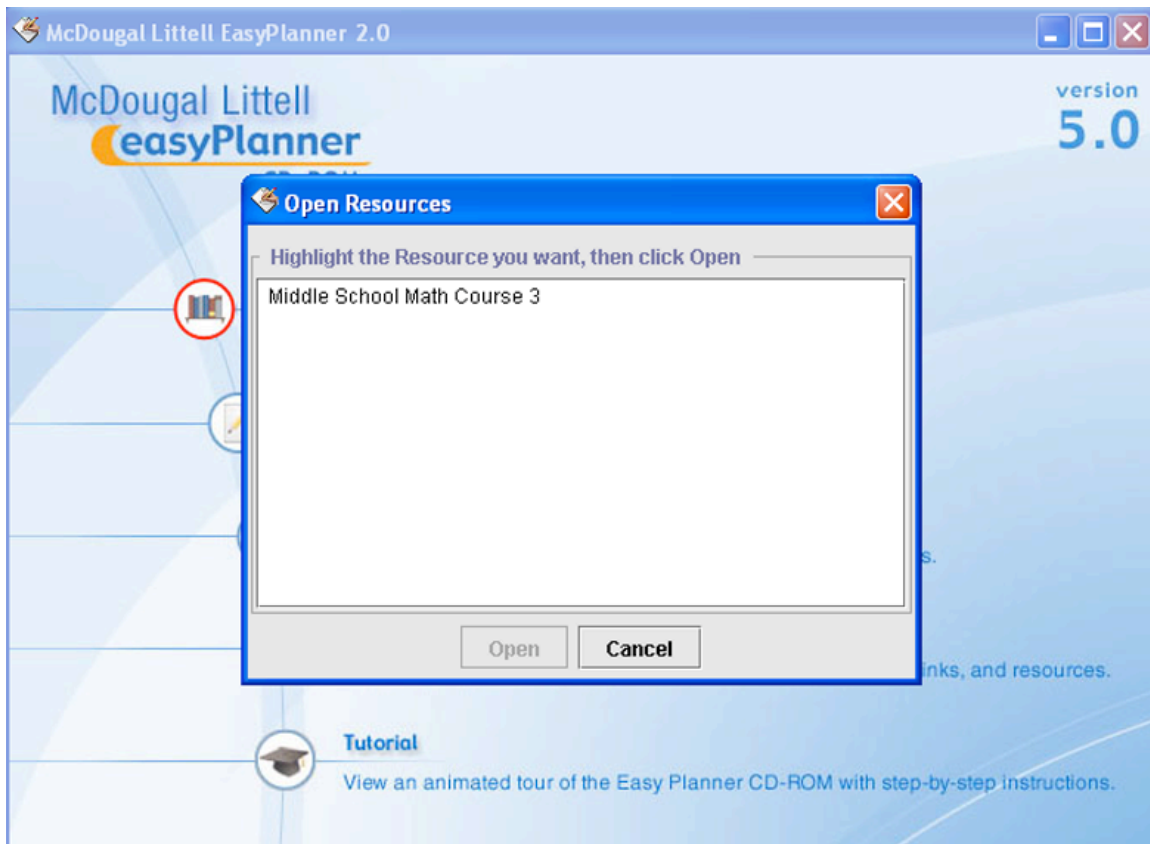 McDougal Littell EasyPlanner 2.0
McDougal Littell
easyPlanner
version
5.0
Open Resources
Highlight the Resource you want, then click Open
Middle School Math Course 3
Open
Cancel
s.
inks, and resources.
Tutorial
View an animated tour of the Easy Planner CD-ROM with step-by-step instructions.